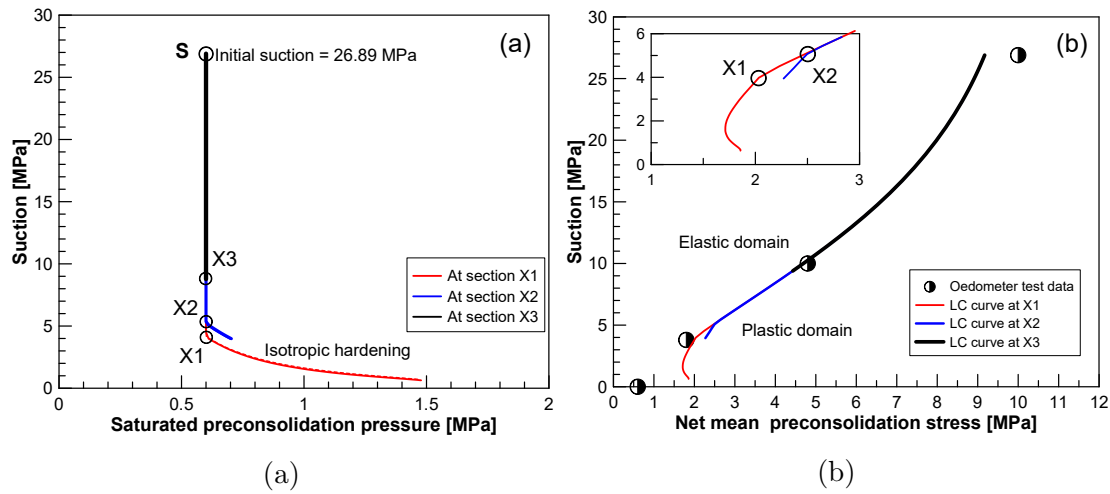 30
25
20
15
10
5
0
Suction [MPa]
0
0.5
1
1.5
2
Saturated preconsolidation pressure [MPa]
(a)
S
Initial suction = 26.89 MPa
X3
X2
X1
Isotropic hardening
At section X1
At section X2
At section X3
(a)
30
25
20
15
10
5
0
Suction [MPa]
0 1 2 3 4 5 6 7 8 9 10 11 12
Net mean preconsolidation stress [MPa]
(b)
6
4
2
0
1
2
3
X1
X2
Elastic domain
Plastic domain
Oedometer test data
LC curve at X1
LC curve at X2
LC curve at X3
(b)